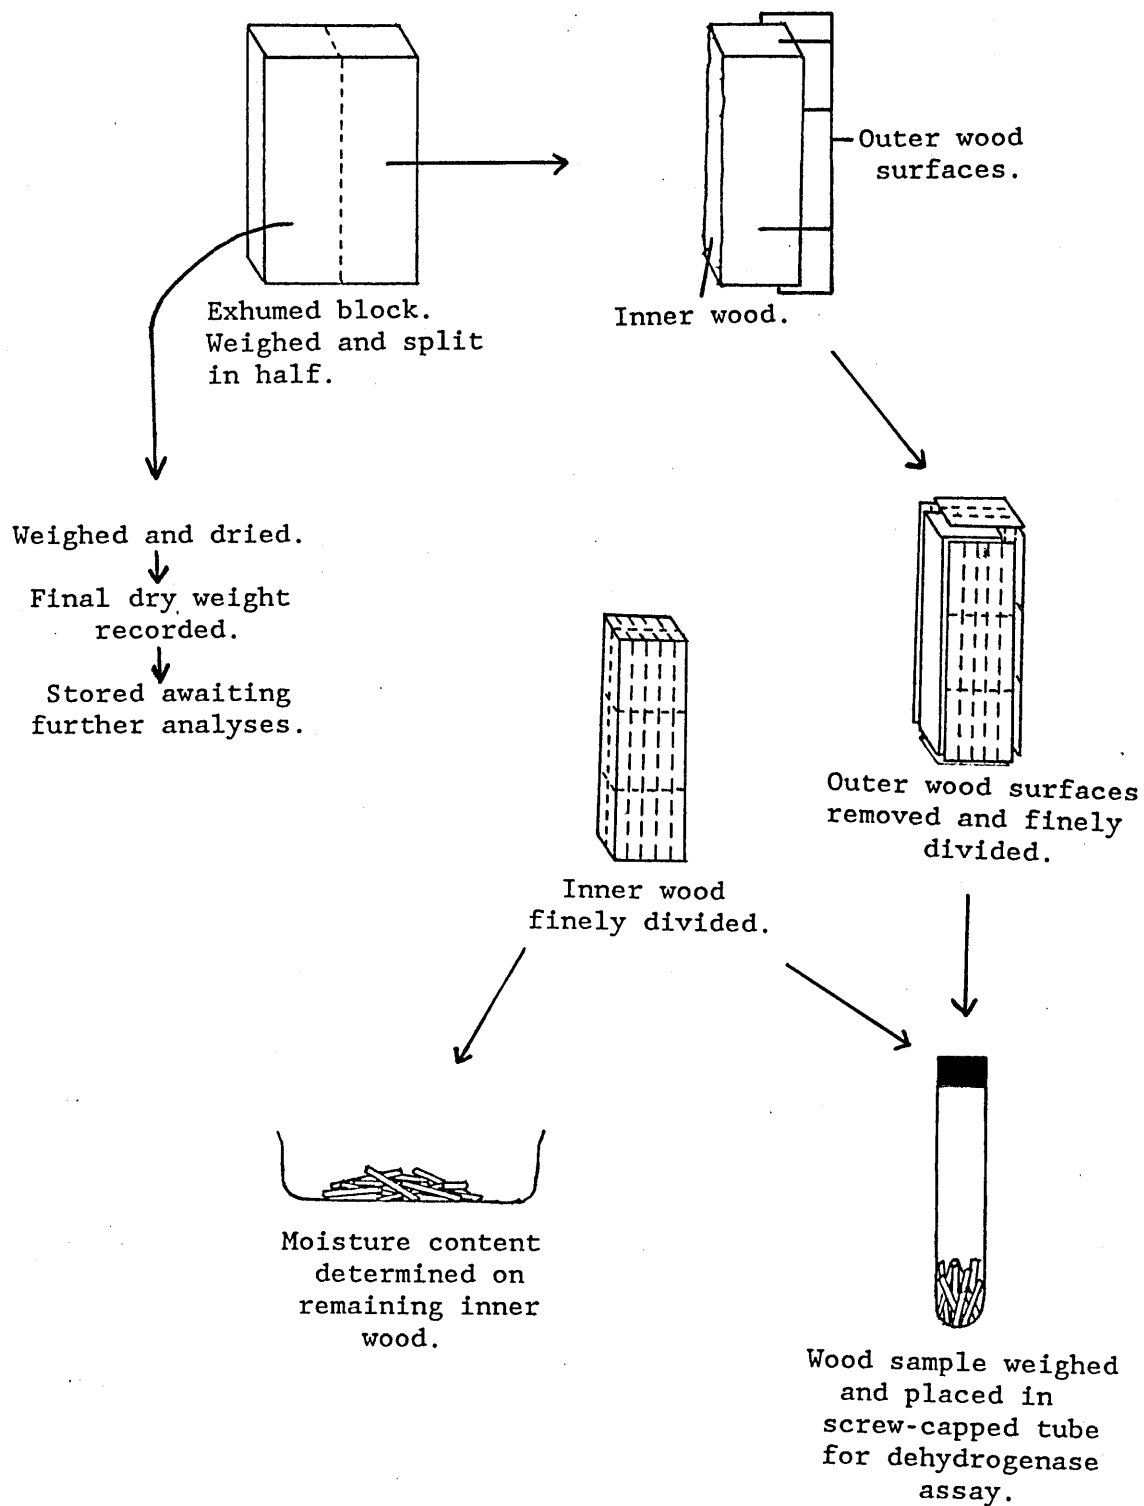 Outer wood
surfaces.
Exhumed block.
Weighed and split
in half.
Inner wood.
Weighed and dried.
Final dry weight
recorded.
Stored awaiting
further analyses.
Outer wood surfaces
removed and finely
divided.
Inner wood
finely divided.
Moisture content
determined on
remaining inner
wood.
Wood sample weighed
and placed in
screw-capped tube
for dehydrogenase
assay.